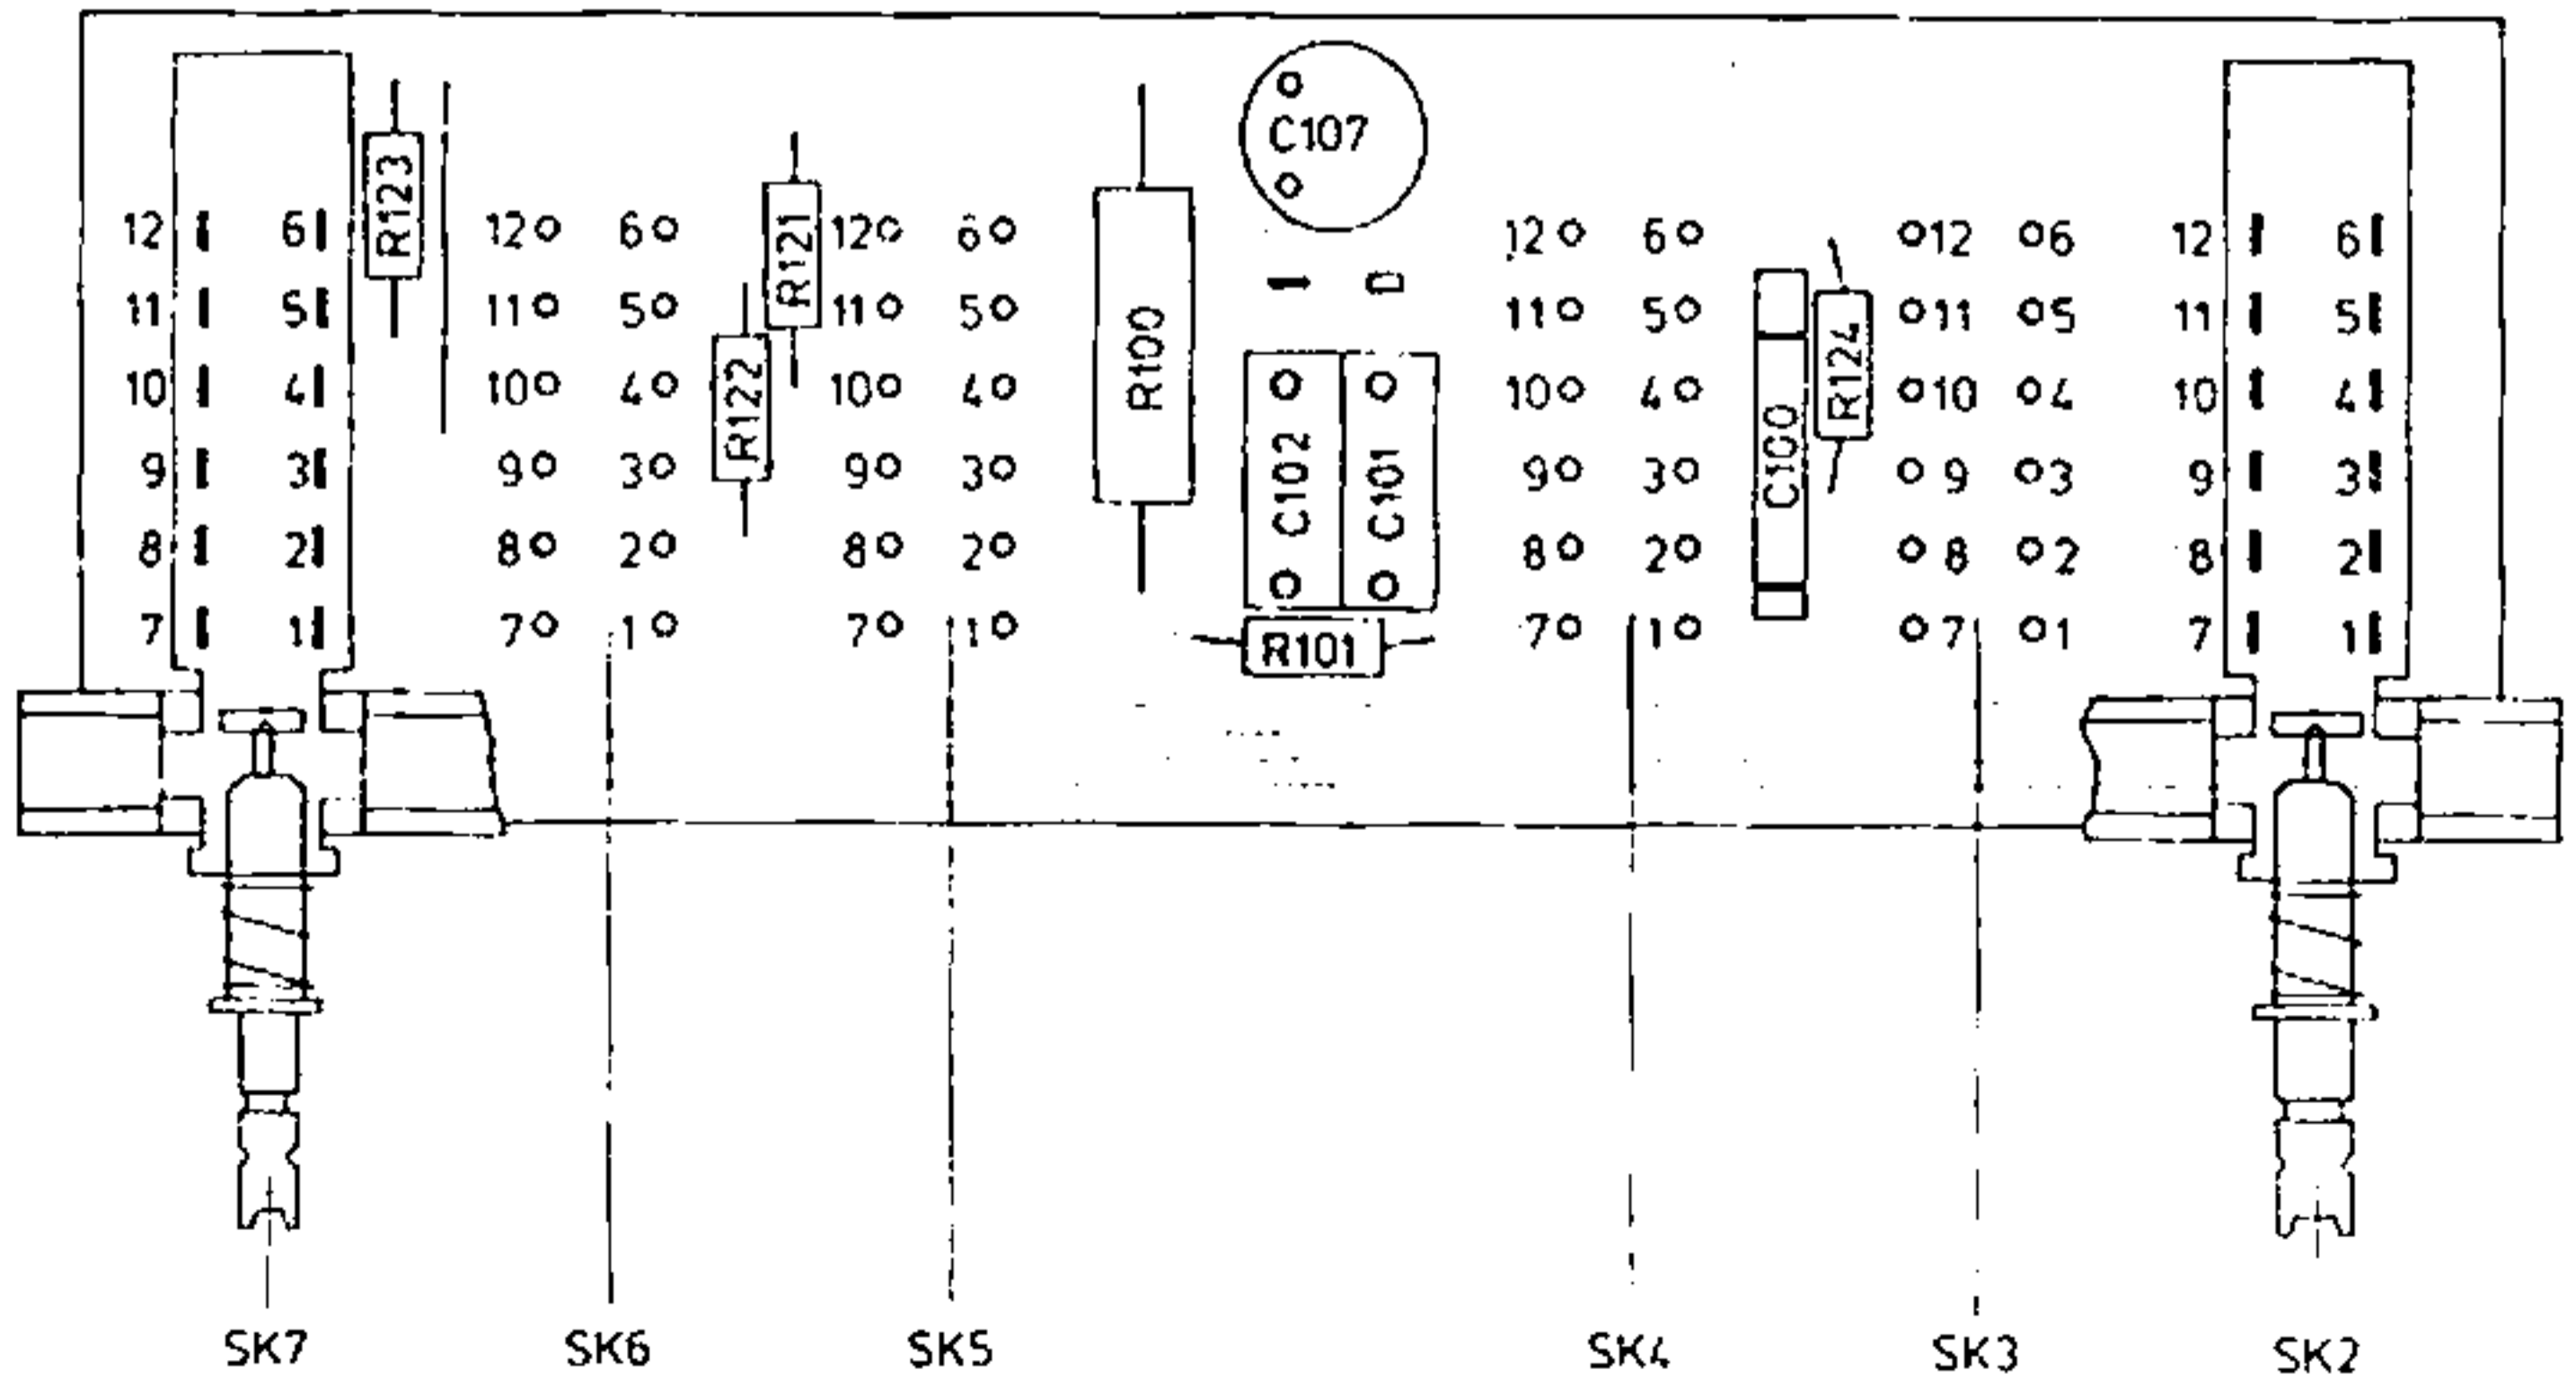 C107
R123
12 6 12 6 R121 12 6 12 6 12 6 12 6
11 5 11 5 11 5 R100 11 5 R124 11 5 11 5
10 4 10 4 R122 10 4 10 4 C100 10 4 10 4
9 3 9 3 9 3 C102 C101 9 3 9 3 9 3
8 2 8 2 8 2 8 2 8 2 8 2
7 1 7 1 7 1 R101 7 1 7 1 7 1
SK7 SK6 SK5 SK4 SK3 SK2